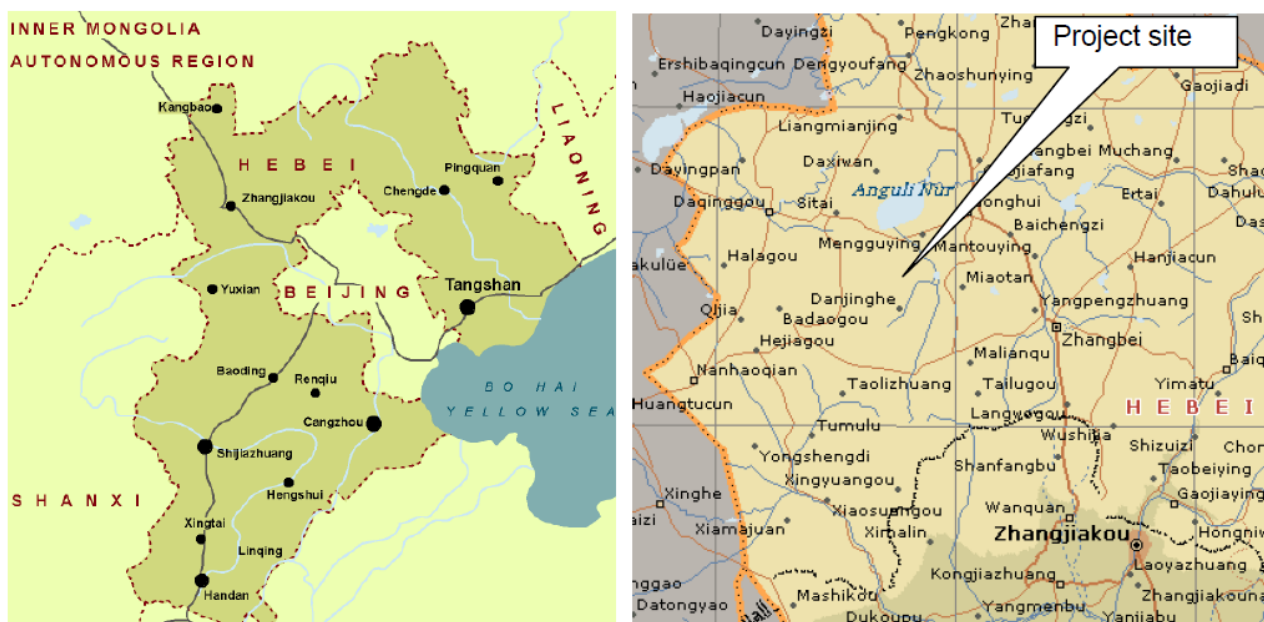 INNER MONGOLIA
AUTONOMOUS REGION
Kangbao
HEBEI
LIAONING
Pingquan
Chengde
Zhangjiakou
Yuxian
BEIJING
Tangshan
Baoding
Renqiu
BO HAI
YELLOW SEA
Cangzhou
Shijiazhuang
Hengshui
SHANXI
Xingtai
Linqing
Handan
Project site
Dayingzi
Pengkong
Ershibaqingcun
Dengyoufang
Zhaoshunying
Gaojiadi
Haojiacun
Liangmianjing
Daxiwan
Muchang
Dayingpan
Anguli Nur
Ertai
Daqinggou
Sitai
Baichengzi
Mengguying
Mantouying
Halagou
Hanjiacun
Miaotan
Danjinghe
Yangpengzhuang
Qijia
Badaogou
Zhangbei
Hejiagou
Malianqu
Nanhaoqian
Taolizhuang
Tailugou
Yimatu
Huangtucun
Langwogou
HEBEI
Tumulu
Wushijia
Shizuizi
Yongshengdi
Shanfangbu
Taobeiying
Xingyuangou
Xinghe
Wanquan
Gaojiaying
Xiaosuangou
Xiamajuan
Ximalin
Zhangjiakou
Kongjiazhuang
Laoyazhuang
Mashikou
Datongyao
Yangmenbu
Dukoupu
Yanjiabu